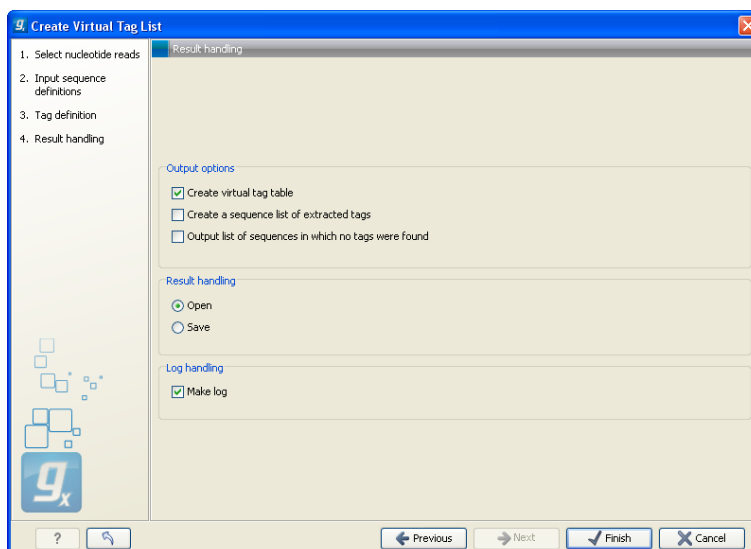 Create Virtual Tag List
1. Select nucleotide reads
2. Input sequence
definitions
3. Tag definition
4. Result handling
Result handling
Output options
Create virtual tag table
Create a sequence list of extracted tags
Output list of sequences in which no tags were found
Result handling
Open
Save
Log handling
Make log
gx
?
Previous
Next
Finish
Cancel